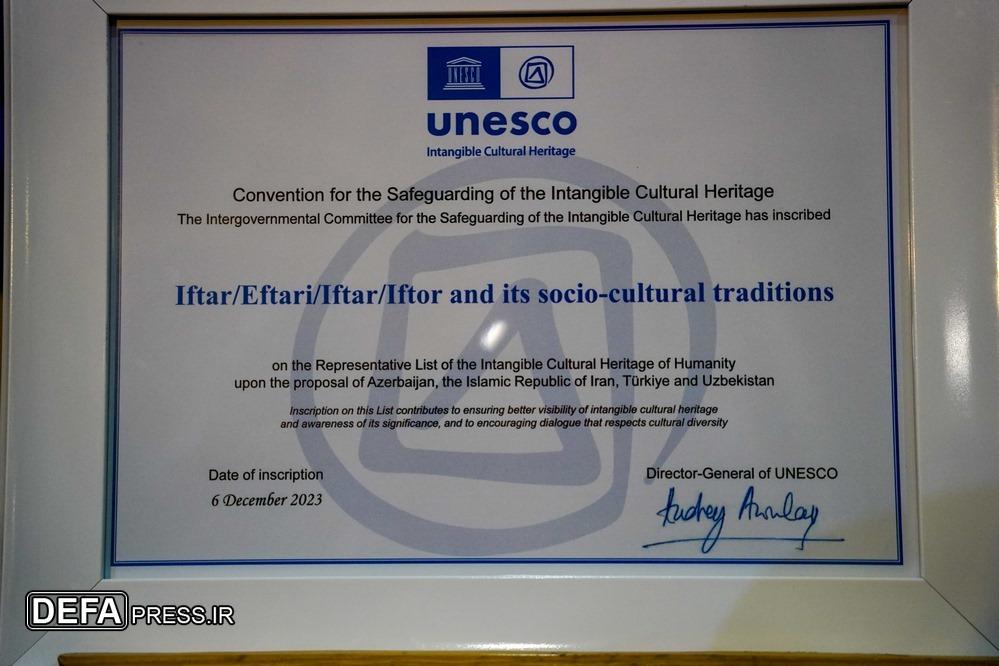 UNESCO
unesco
Intangible Cultural Heritage
Convention for the Safeguarding of the Intangible Cultural Heritage
The Intergovernmental Committee for the Safeguarding of the Intangible Cultural Heritage has inscribed
Iftar/Eftari/Iftar/Iftor and its socio-cultural traditions
on the Representative List of the Intangible Cultural Heritage of Humanity
upon the proposal of Azerbaijan, the Islamic Republic of Iran, Türkiye and Uzbekistan
Inscription on this List contributes to ensuring better visibility of intangible cultural heritage
and awareness of its significance, and to encouraging dialogue that respects cultural diversity
Date of inscription
6 December 2023
Director-General of UNESCO
Audrey Azoulay
DEFAPRESS.IR